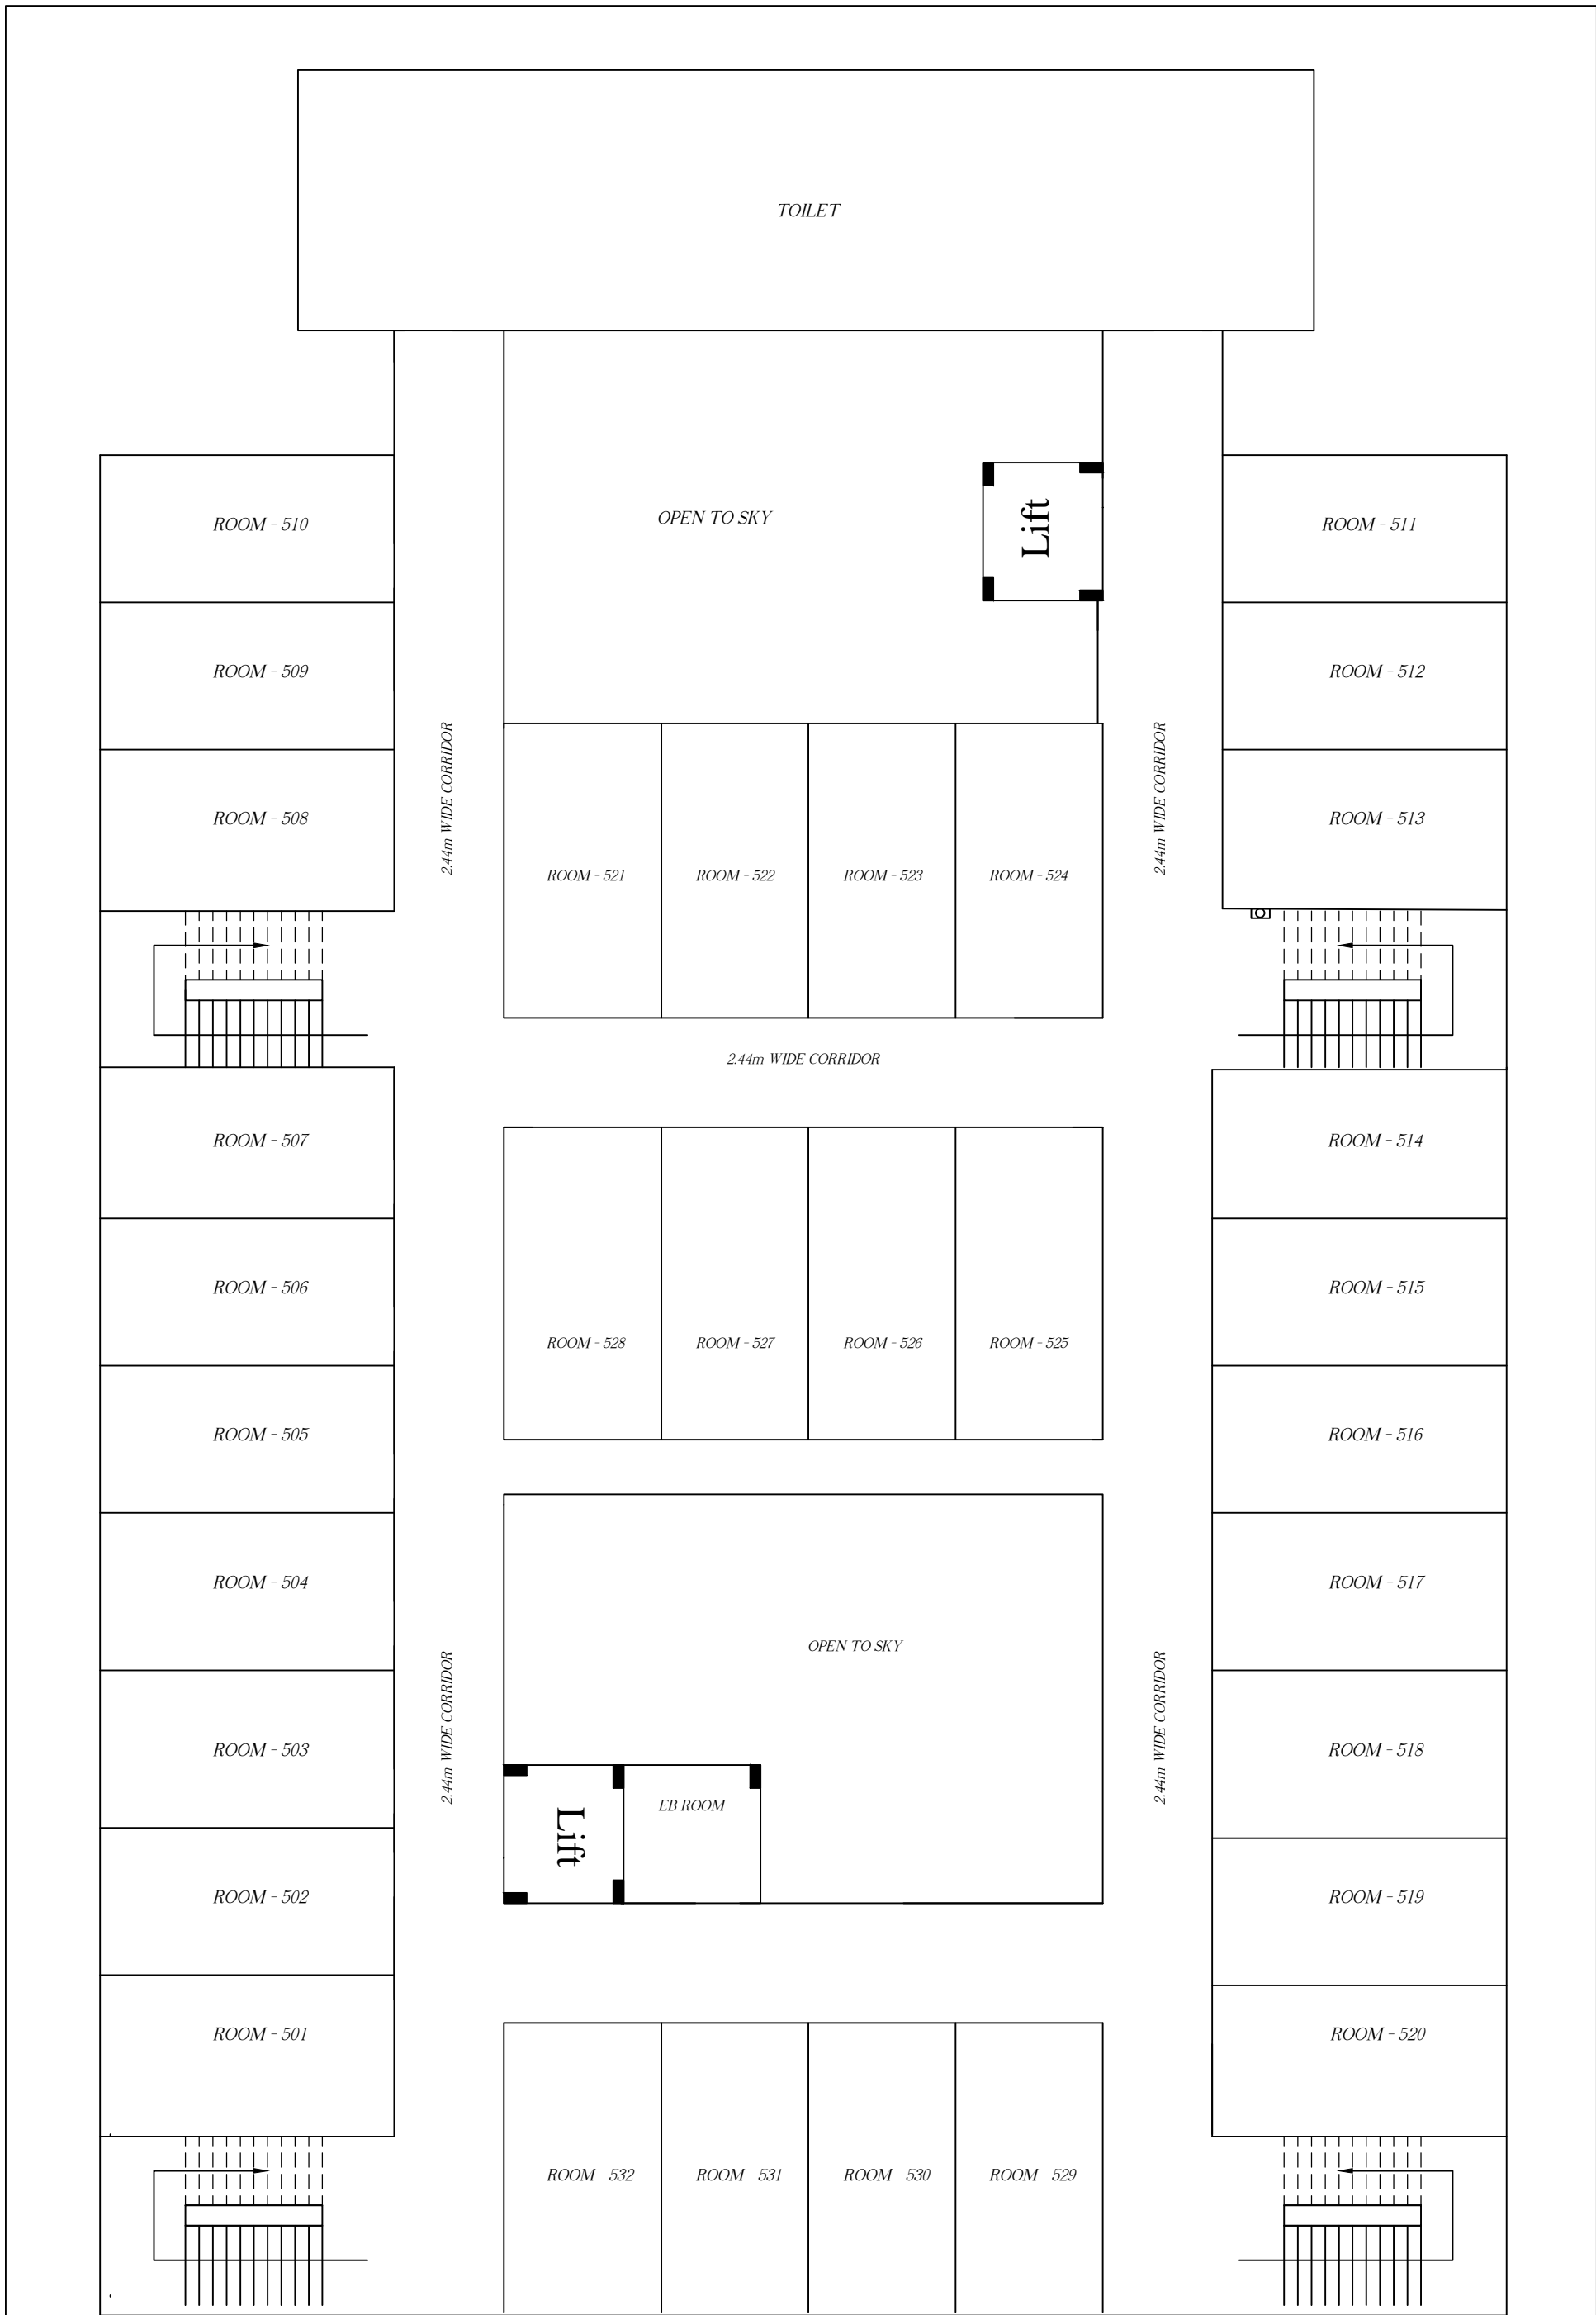 TOILET
OPEN TO SKY
Lift
ROOM - 510
ROOM - 511
ROOM - 509
ROOM - 512
ROOM - 508
ROOM - 513
2.44m WIDE CORRIDOR
2.44m WIDE CORRIDOR
ROOM - 521
ROOM - 522
ROOM - 523
ROOM - 524
2.44m WIDE CORRIDOR
ROOM - 507
ROOM - 514
ROOM - 506
ROOM - 515
ROOM - 528
ROOM - 527
ROOM - 526
ROOM - 525
ROOM - 505
ROOM - 516
ROOM - 504
ROOM - 517
OPEN TO SKY
2.44m WIDE CORRIDOR
2.44m WIDE CORRIDOR
ROOM - 503
ROOM - 518
EB ROOM
Lift
ROOM - 502
ROOM - 519
ROOM - 501
ROOM - 520
ROOM - 532
ROOM - 531
ROOM - 530
ROOM - 529